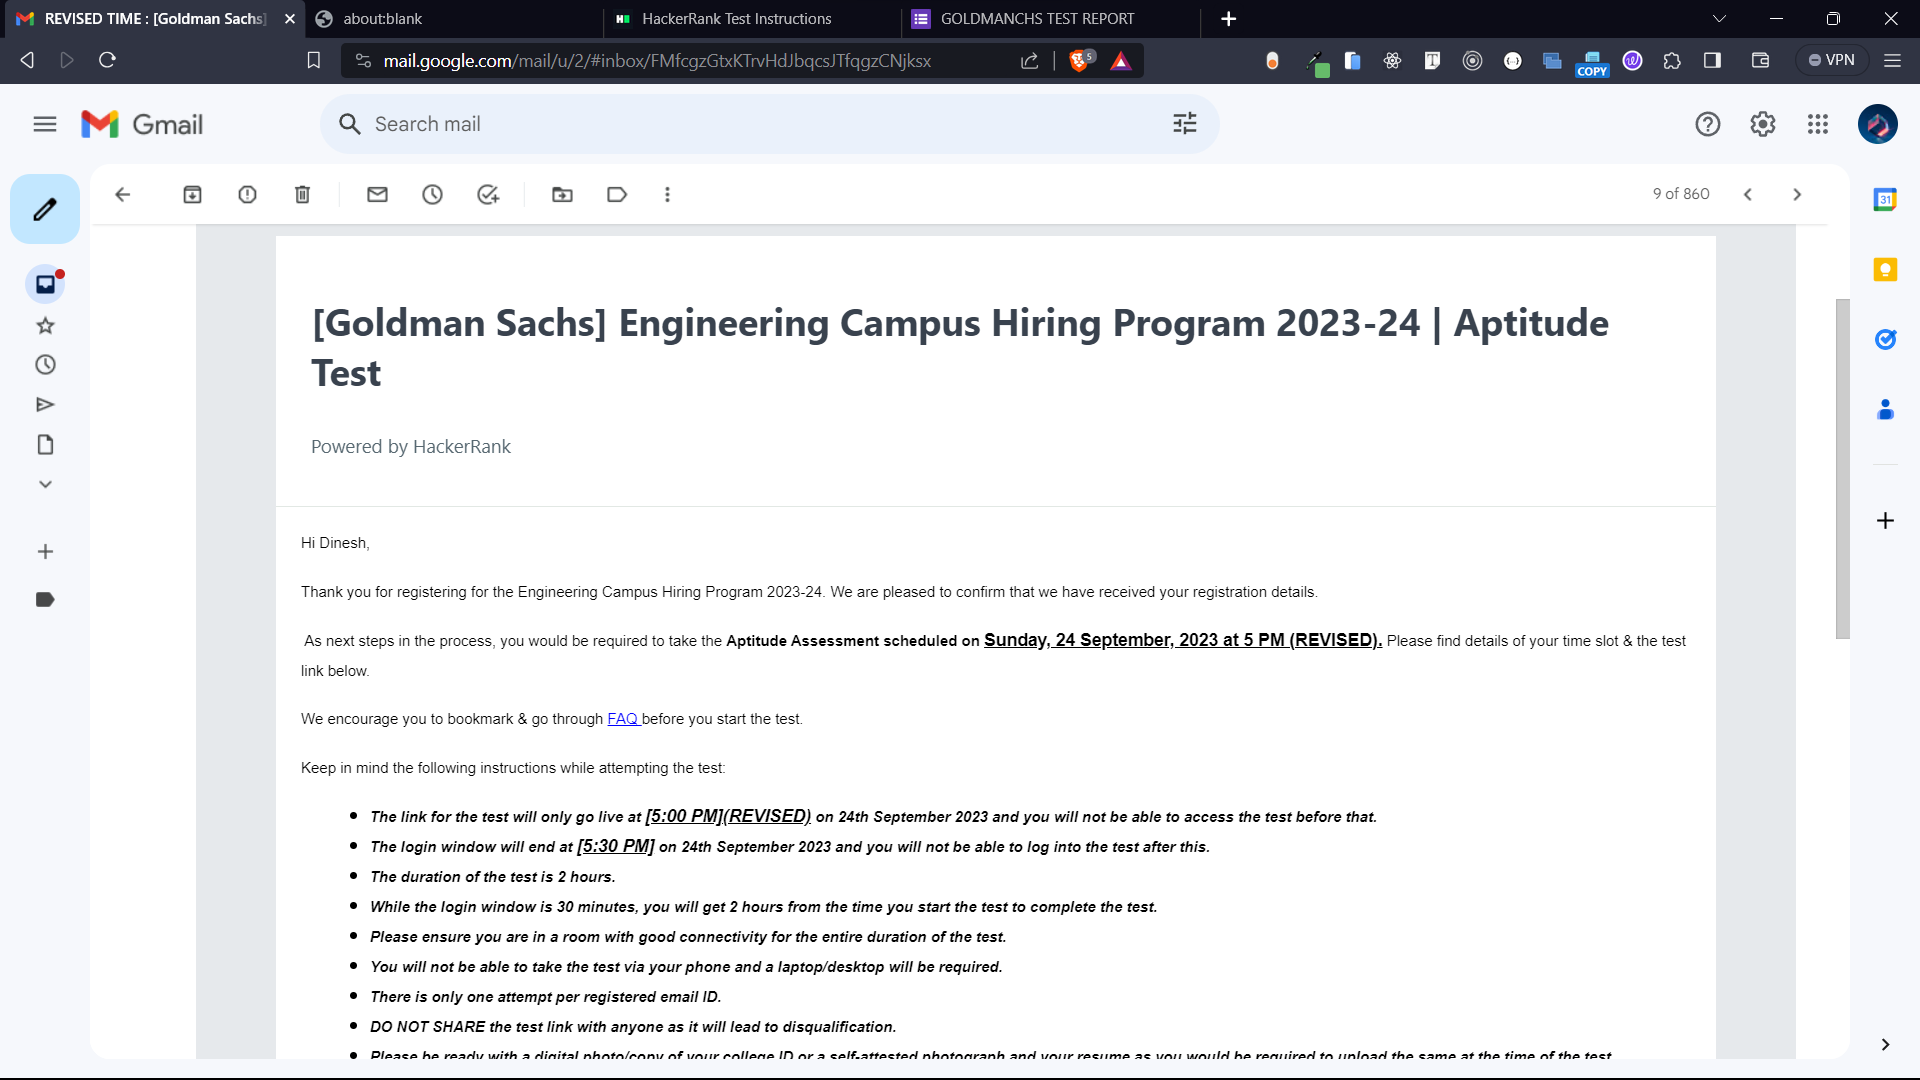 REVISED TIME : [Goldman Sachs]
about:blank
HackerRank Test Instructions
GOLDMANCHS TEST REPORT
mail.google.com/mail/u/2/#inbox/FMfcgzGtxKTrvHdJbqcsJTfqgzCNjksx
5
COPY
VPN
Gmail
Search mail
9 of 860
31
[Goldman Sachs] Engineering Campus Hiring Program 2023-24 | Aptitude
Test
Powered by HackerRank
Hi Dinesh,
Thank you for registering for the Engineering Campus Hiring Program 2023-24. We are pleased to confirm that we have received your registration details.
As next steps in the process, you would be required to take the Aptitude Assessment scheduled on Sunday, 24 September, 2023 at 5 PM (REVISED). Please find details of your time slot & the test
link below.
We encourage you to bookmark & go through FAQ before you start the test.
Keep in mind the following instructions while attempting the test:
The link for the test will only go live at [5:00 PM](REVISED) on 24th September 2023 and you will not be able to access the test before that.
The login window will end at [5:30 PM] on 24th September 2023 and you will not be able to log into the test after this.
The duration of the test is 2 hours.
While the login window is 30 minutes, you will get 2 hours from the time you start the test to complete the test.
Please ensure you are in a room with good connectivity for the entire duration of the test.
You will not be able to take the test via your phone and a laptop/desktop will be required.
There is only one attempt per registered email ID.
DO NOT SHARE the test link with anyone as it will lead to disqualification.
Please be ready with a digital photo/copy of your college ID or a self-attested photograph and your resume as you would be required to upload the same at the time of the test